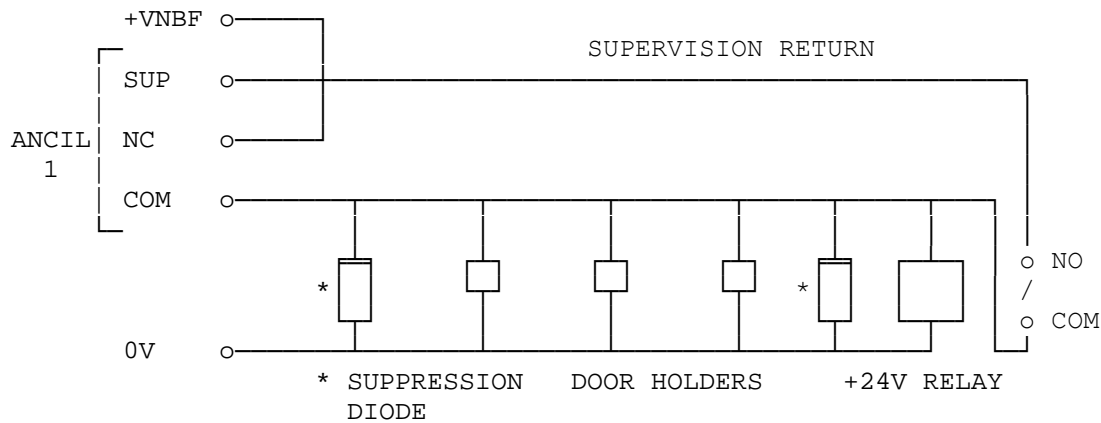 +VNBF
SUPERVISION RETURN
SUP
ANCIL
1
NC
COM
NO
*
*
/
COM
0V
* SUPPRESSION
DIODE
DOOR HOLDERS
+24V RELAY